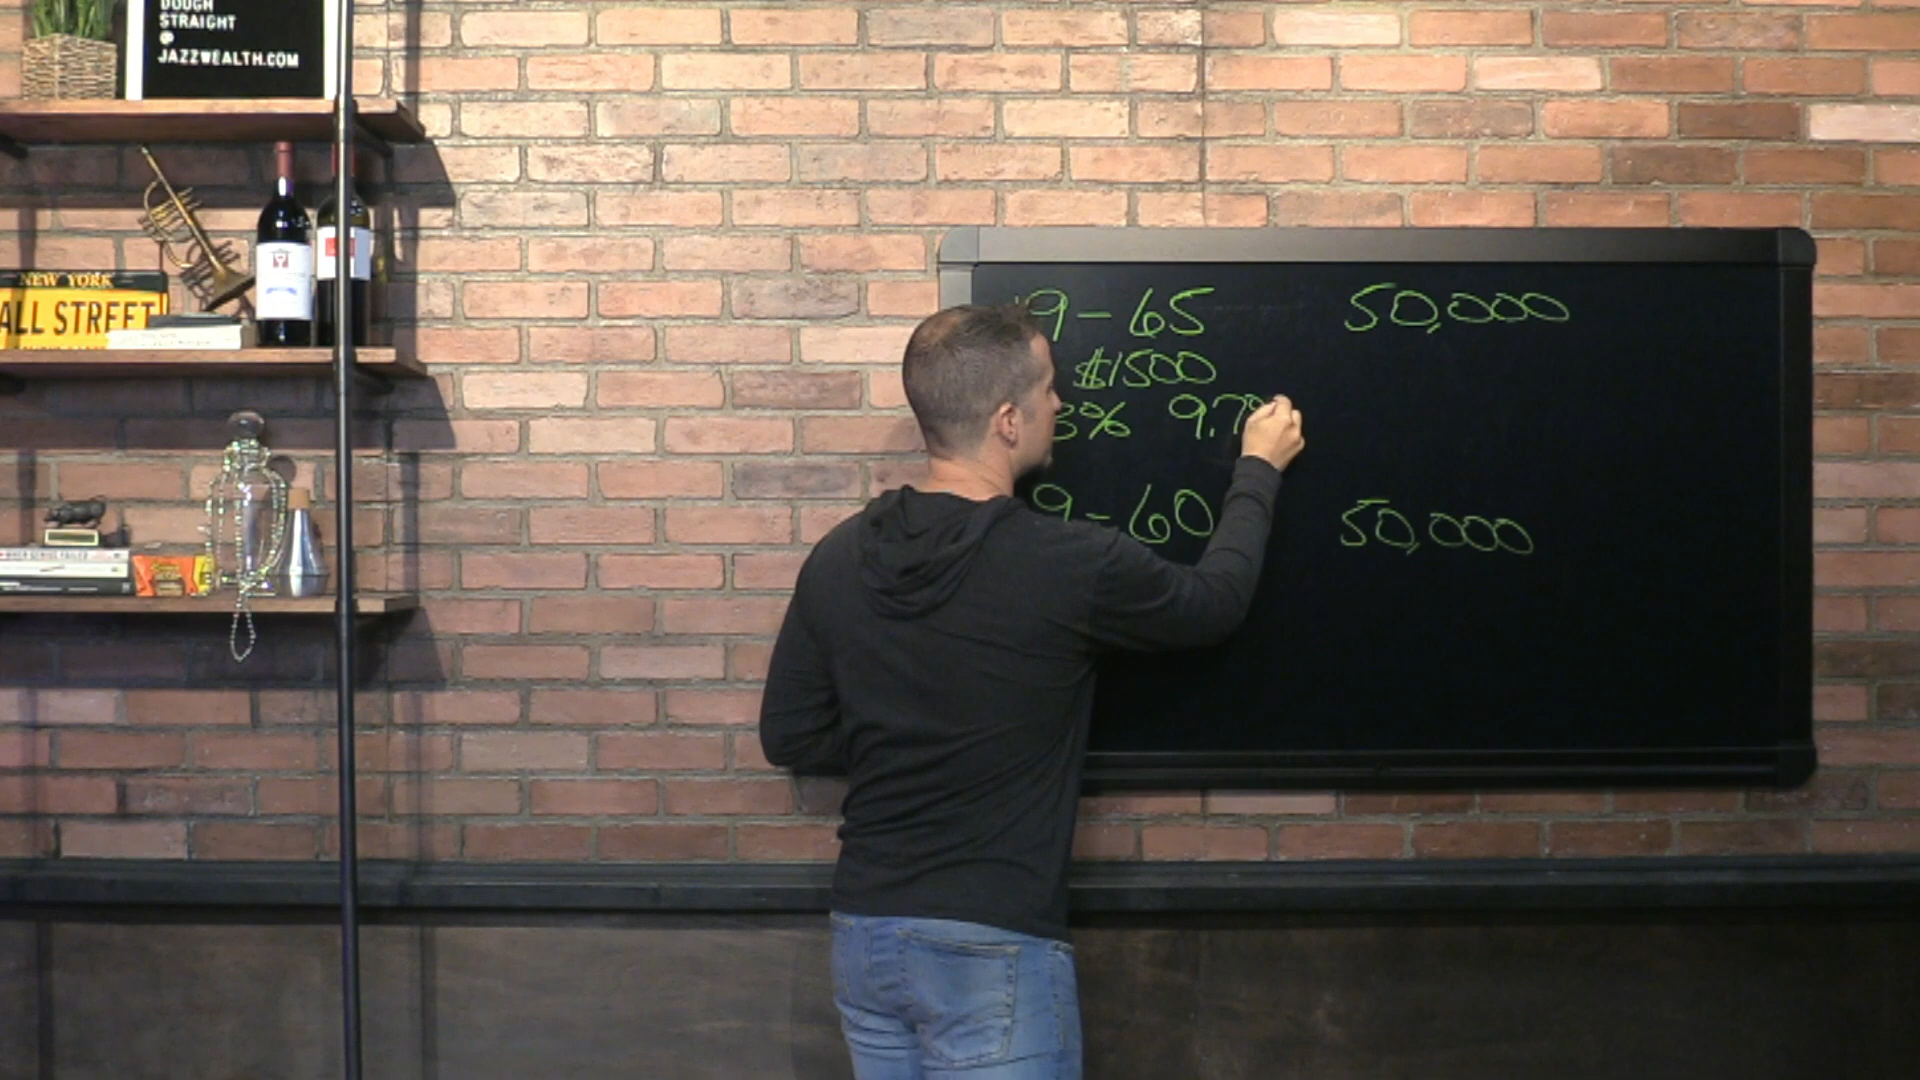 DOUGH
STRAIGHT
@
JAZZWEALTH.COM
NEW YORK
ALL STREET
9-65 50,000
$1500
3% 9.7%
9-60 50,000